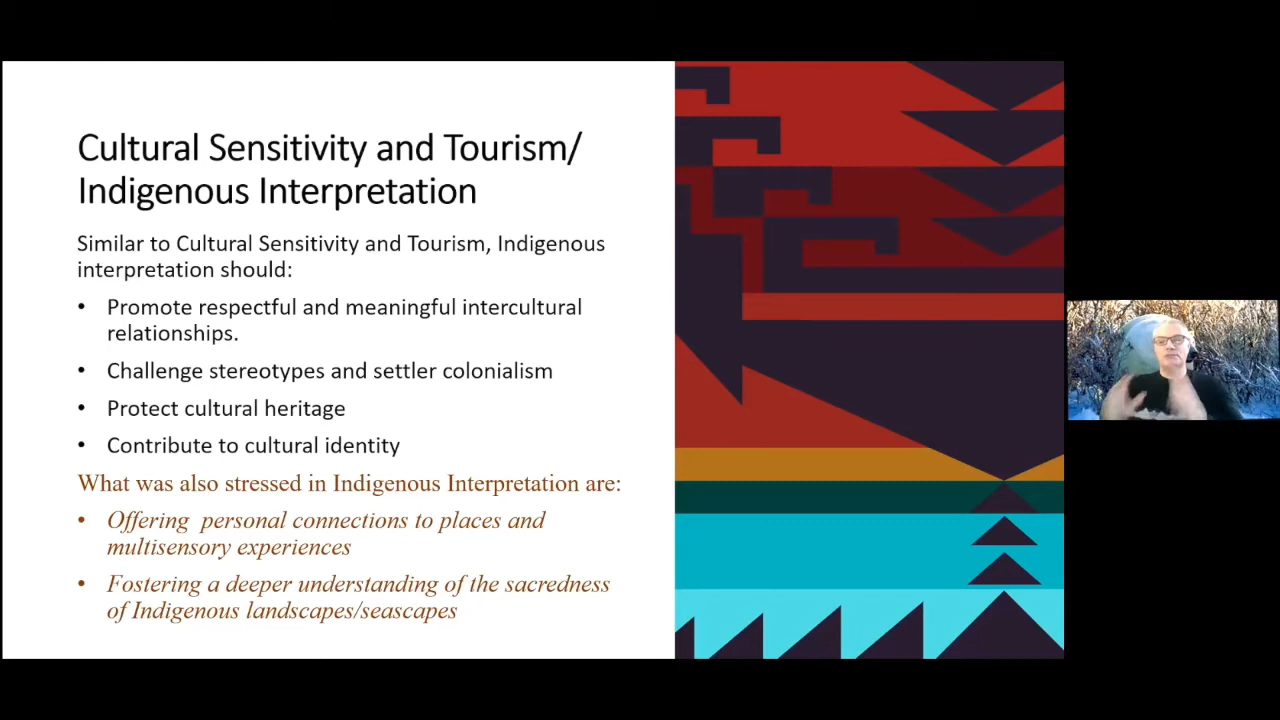 Cultural Sensitivity and Tourism/
Indigenous Interpretation
Similar to Cultural Sensitivity and Tourism, Indigenous
interpretation should:
• Promote respectful and meaningful intercultural
relationships.
• Challenge stereotypes and settler colonialism
• Protect cultural heritage
• Contribute to cultural identity
What was also stressed in Indigenous Interpretation are:
• Offering  personal connections to places and
multisensory experiences
• Fostering a deeper understanding of the sacredness
of Indigenous landscapes/seascapes